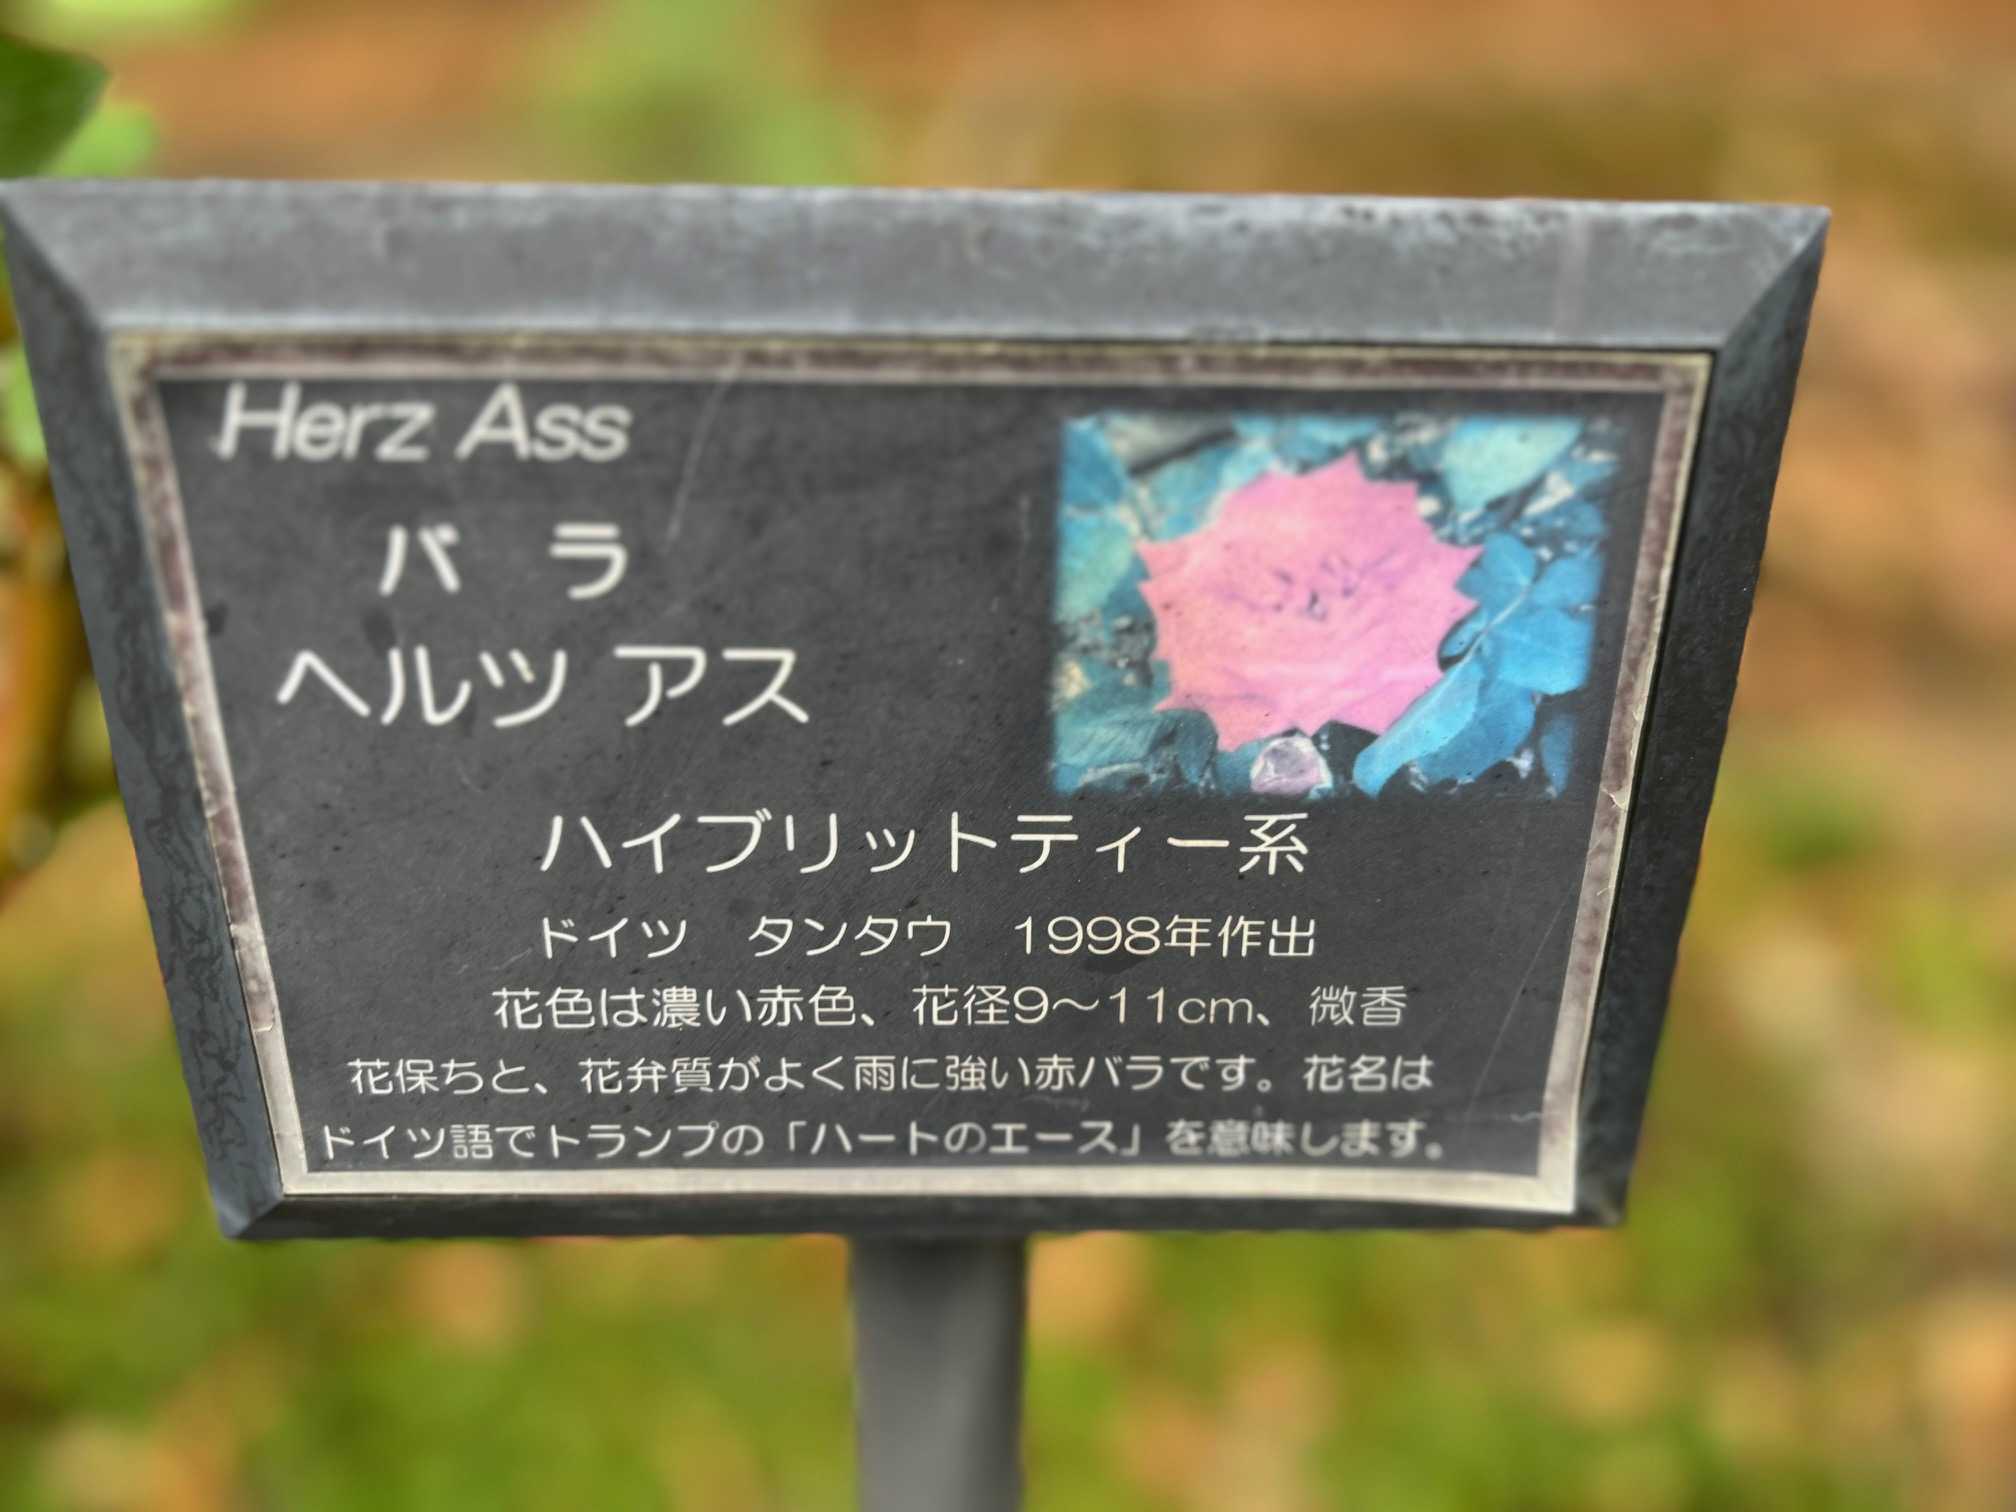 Herz Ass
バ ラ
ヘルツ アス
ハイブリットティー系
ドイツ　タンタウ　1998年作出
花色は濃い赤色、花径9〜11cm、微香
花保ちと、花弁質がよく雨に強い赤バラです。花名は
ドイツ語でトランプの「ハートのエース」を意味します。